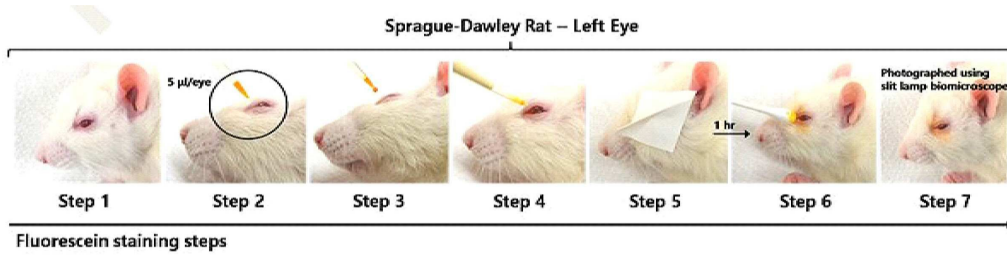 Sprague-Dawley Rat – Left Eye
5 µl/eye
1 hr
Photographed using
slit lamp biomicroscope
Step 1
Step 2
Step 3
Step 4
Step 5
Step 6
Step 7
Fluorescein staining steps